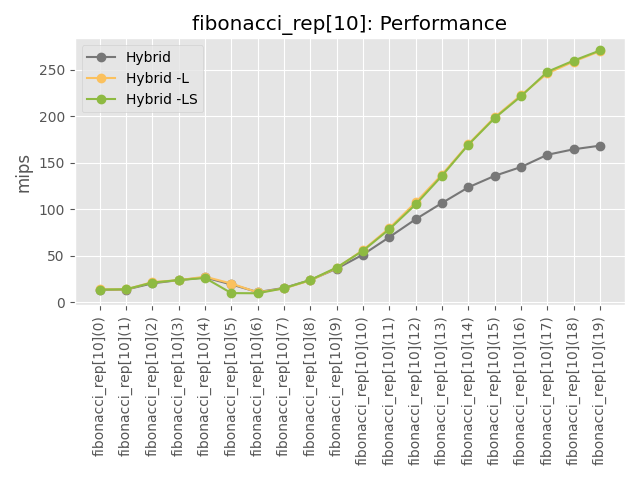 fibonacci_rep[10]: Performance
Hybrid
Hybrid -L
Hybrid -LS
mips
250
200
150
100
50
0
fibonacci_rep[10](0)
fibonacci_rep[10](1)
fibonacci_rep[10](2)
fibonacci_rep[10](3)
fibonacci_rep[10](4)
fibonacci_rep[10](5)
fibonacci_rep[10](6)
fibonacci_rep[10](7)
fibonacci_rep[10](8)
fibonacci_rep[10](9)
fibonacci_rep[10](10)
fibonacci_rep[10](11)
fibonacci_rep[10](12)
fibonacci_rep[10](13)
fibonacci_rep[10](14)
fibonacci_rep[10](15)
fibonacci_rep[10](16)
fibonacci_rep[10](17)
fibonacci_rep[10](18)
fibonacci_rep[10](19)